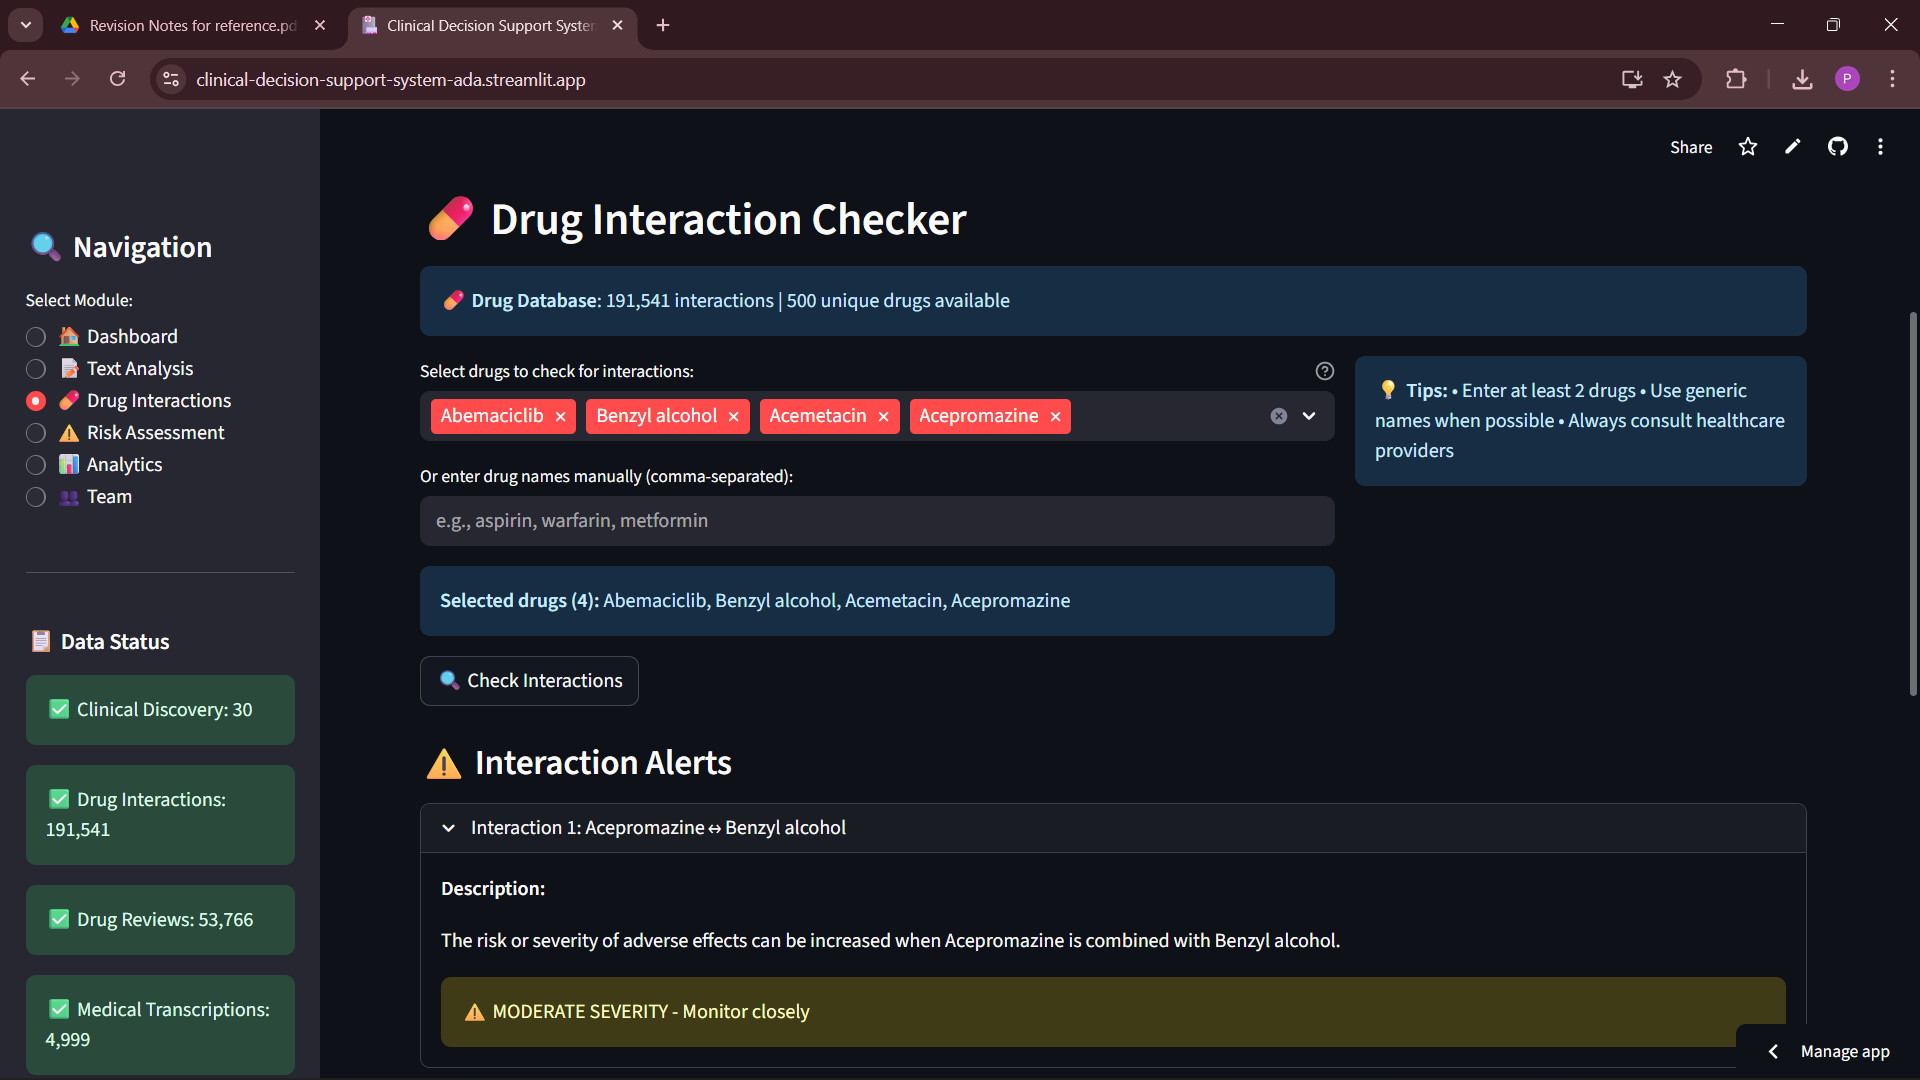 Revision Notes for reference.pd
Clinical Decision Support System
clinical-decision-support-system-ada.streamlit.app
P
Share
Navigation
Select Module:
Dashboard
Text Analysis
Drug Interactions
Risk Assessment
Analytics
Team
Data Status
Clinical Discovery: 30
Drug Interactions:
191,541
Drug Reviews: 53,766
Medical Transcriptions:
4,999
Drug Interaction Checker
Drug Database: 191,541 interactions | 500 unique drugs available
Select drugs to check for interactions:
Abemaciclib Benzyl alcohol Acemetacin Acepromazine
Or enter drug names manually (comma-separated):
e.g., aspirin, warfarin, metformin
Selected drugs (4): Abemaciclib, Benzyl alcohol, Acemetacin, Acepromazine
Check Interactions
💡 Tips: • Enter at least 2 drugs • Use generic
names when possible • Always consult healthcare
providers
Interaction Alerts
Interaction 1: Acepromazine ↔ Benzyl alcohol
Description:
The risk or severity of adverse effects can be increased when Acepromazine is combined with Benzyl alcohol.
MODERATE SEVERITY - Monitor closely
Manage app